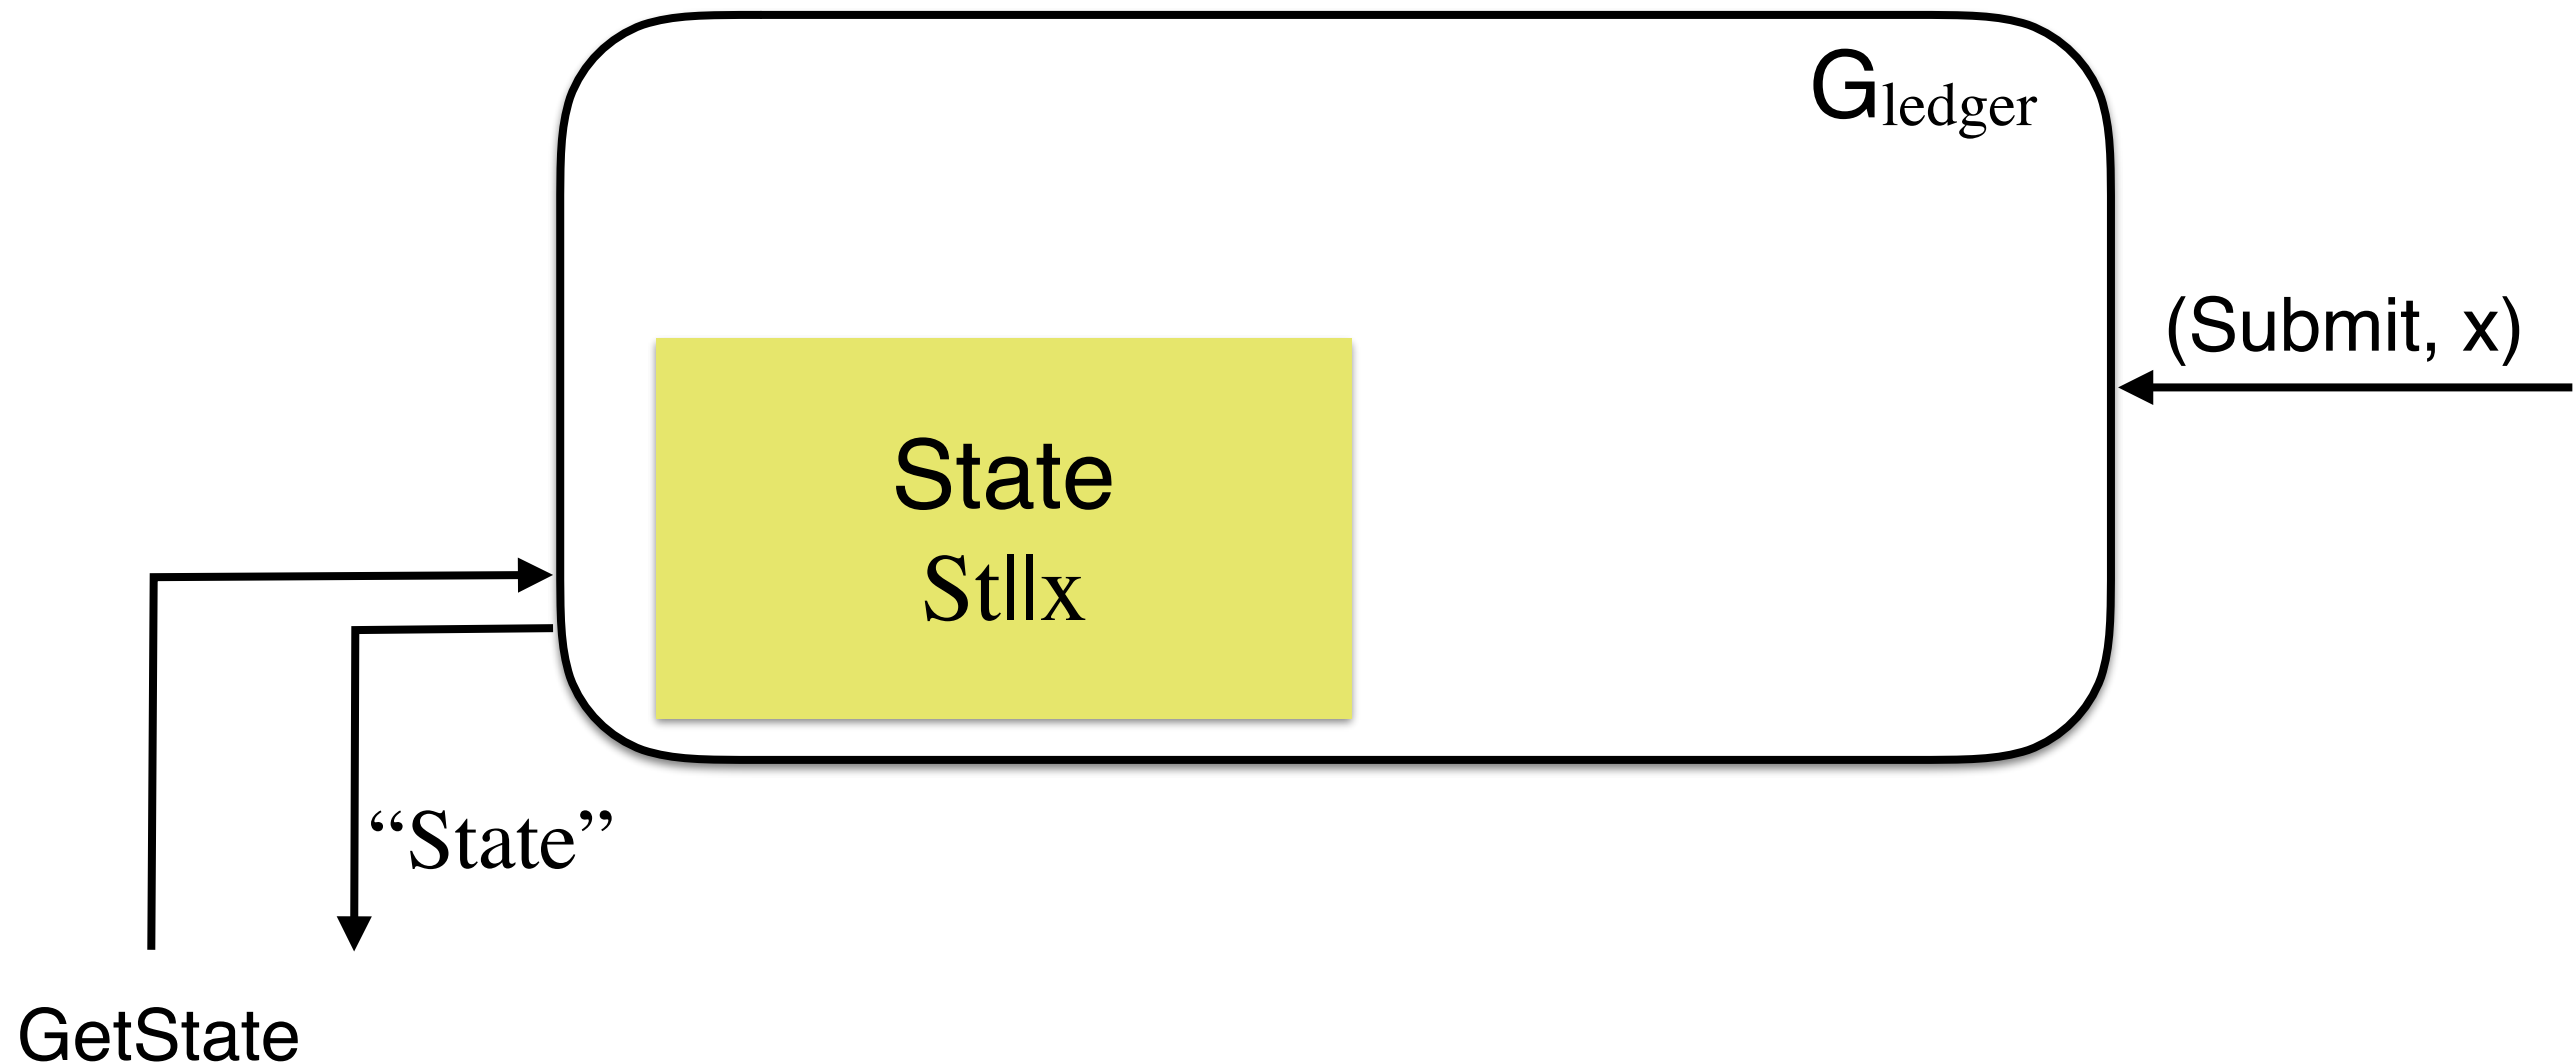 Gledger
(Submit, x)
State
St||x
“State”
GetState